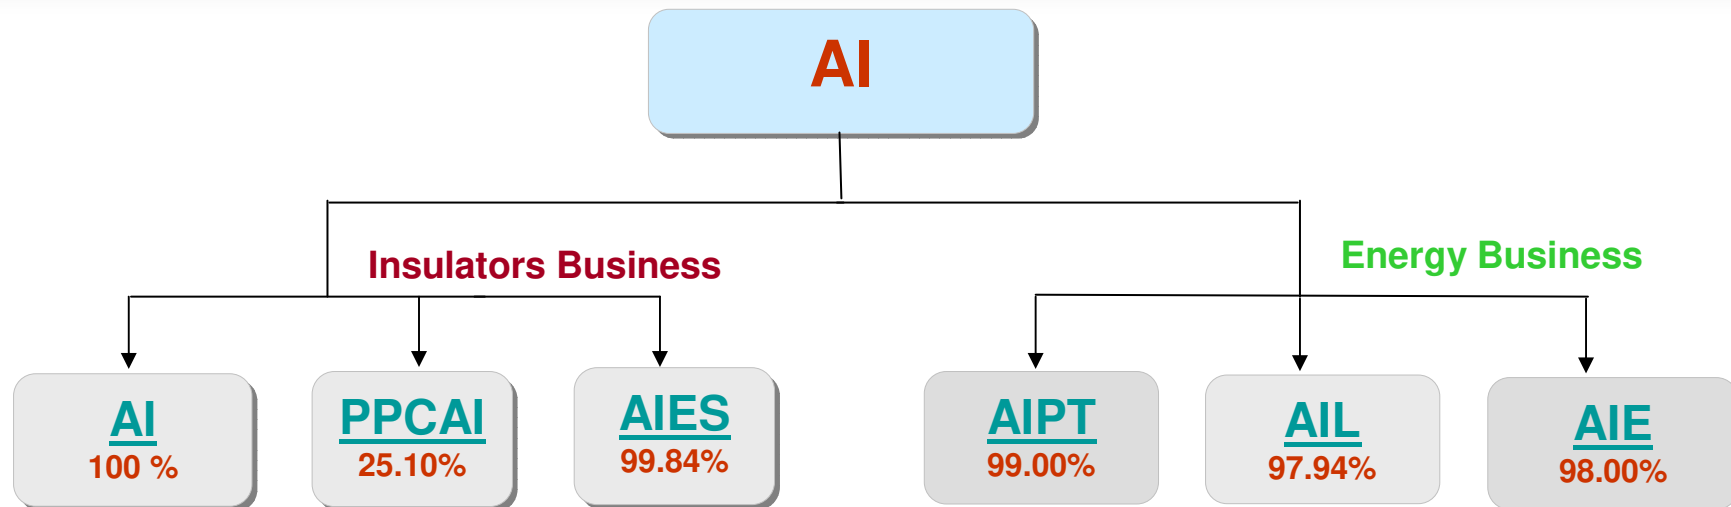 AI
Insulators Business
Energy Business
AI
100 %
PPCAI
25.10%
AIES
99.84%
AIPT
99.00%
AIL
97.94%
AIE
98.00%